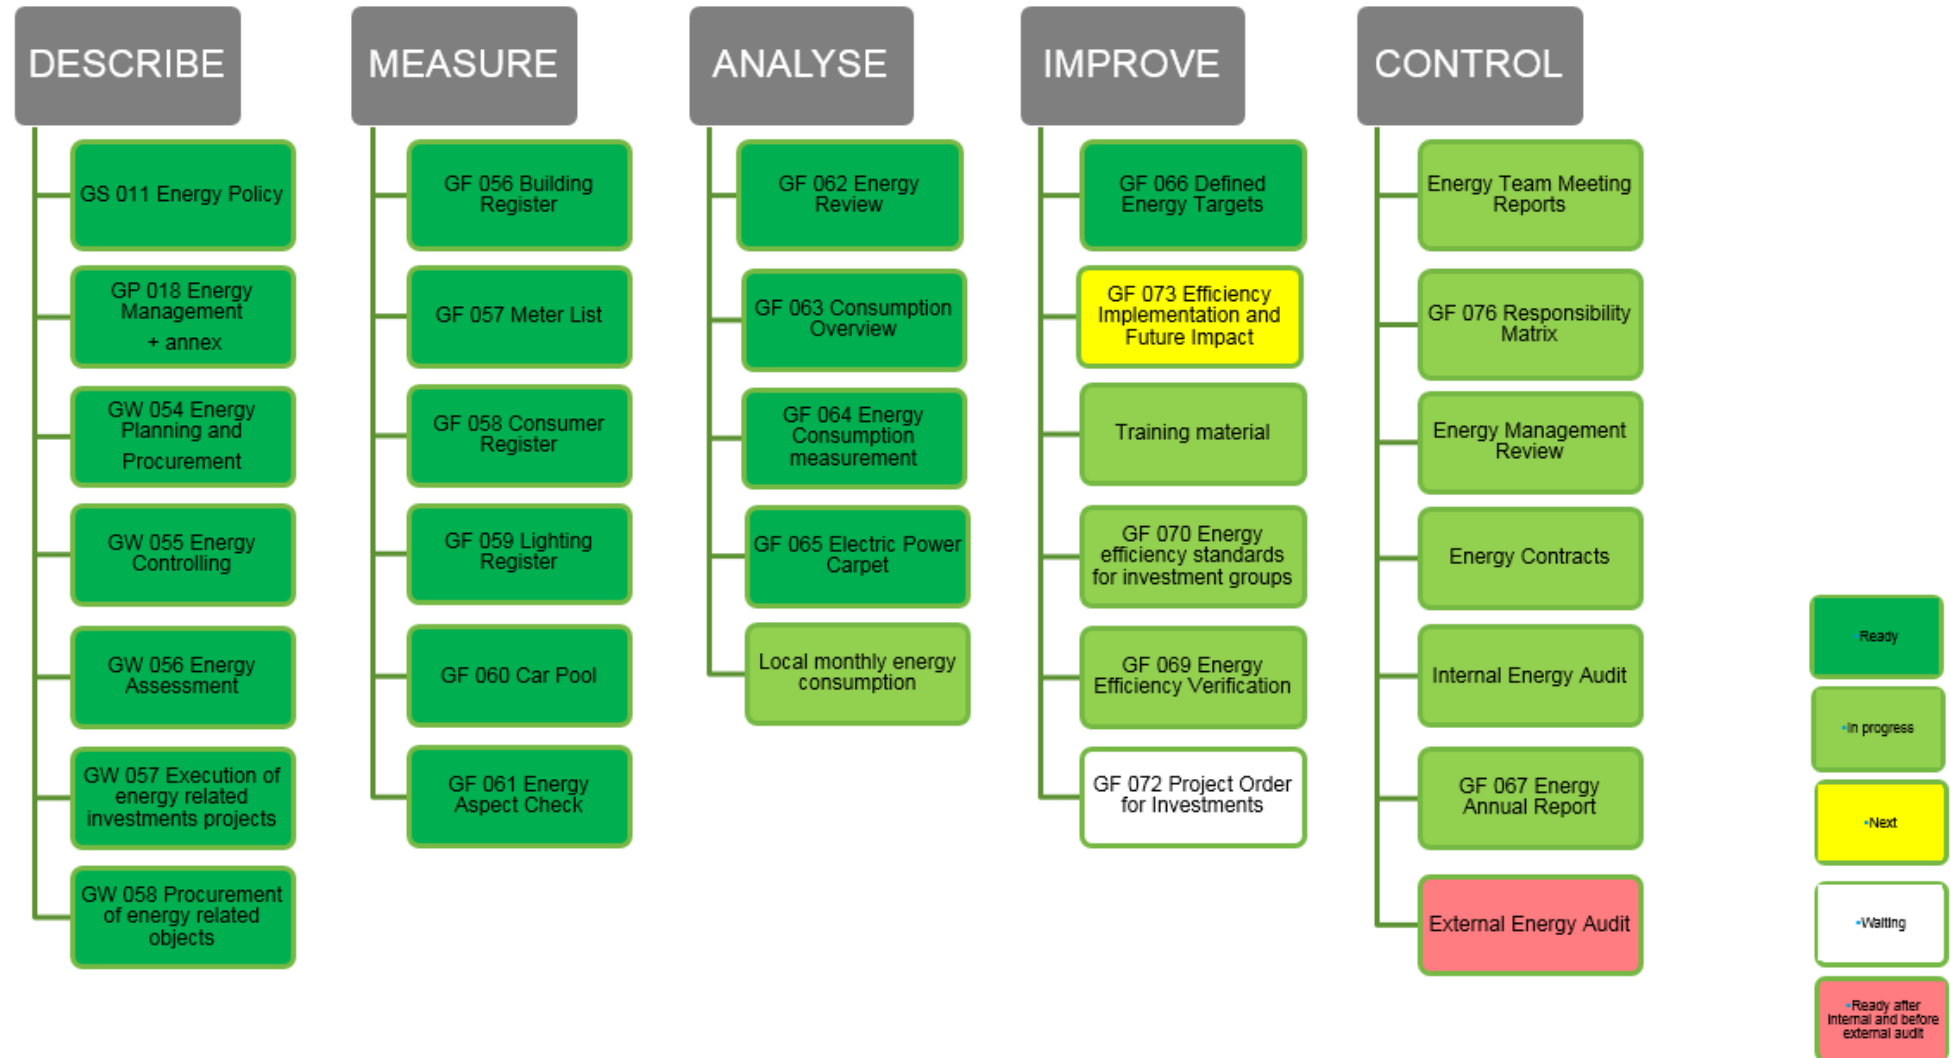 DESCRIBE
GS 011 Energy Policy
GP 018 Energy
Management
+ annex
GW 054 Energy
Planning and
Procurement
GW 055 Energy
Controlling
GW 056 Energy
Assessment
GW 057 Execution of
energy related
investments projects
GW 058 Procurement
of energy related
objects
MEASURE
GF 056 Building
Register
GF 057 Meter List
GF 058 Consumer
Register
GF 059 Lighting
Register
GF 060 Car Pool
GF 061 Energy
Aspect Check
ANALYSE
GF 062 Energy
Review
GF 063 Consumption
Overview
GF 064 Energy
Consumption
measurement
GF 065 Electric Power
Carpet
Local monthly energy
consumption
IMPROVE
GF 066 Defined
Energy Targets
GF 073 Efficiency
Implementation and
Future Impact
Training material
GF 070 Energy
efficiency standards
for investment groups
GF 069 Energy
Efficiency Verification
GF 072 Project Order
for Investments
CONTROL
Energy Team Meeting
Reports
GF 076 Responsibility
Matrix
Energy Management
Review
Energy Contracts
Internal Energy Audit
GF 067 Energy
Annual Report
External Energy Audit
Ready
•In progress
•Next
•Waiting
•Ready after
internal and before
external audit